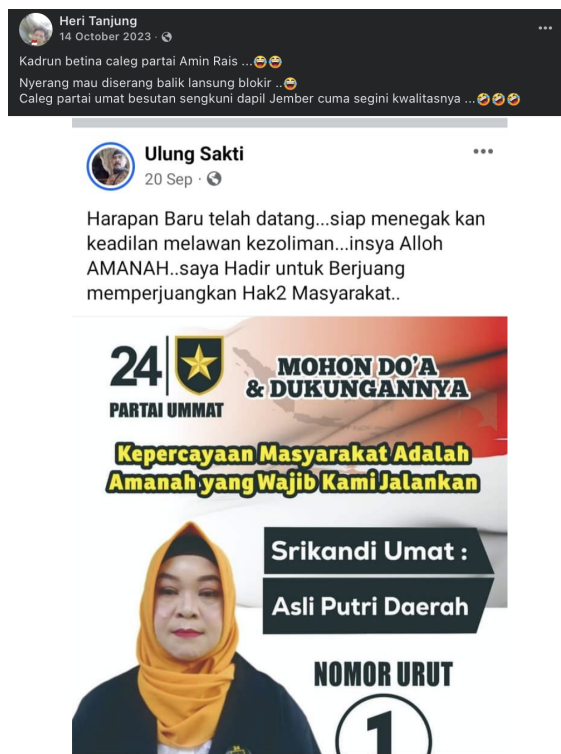 Heri Tanjung
14 October 2023 ·
Kadrun betina caleg partai Amin Rais ...😂😂
Nyerang mau diserang balik lansung blokir ..😂
Caleg partai umat besutan sengkuni dapil Jember cuma segini kwalitasnya ...🤣🤣🤣
Ulung Sakti
20 Sep ·
Harapan Baru telah datang...siap menegak kan
keadilan melawan kezoliman...insya Alloh
AMANAH..saya Hadir untuk Berjuang
memperjuangkan Hak2 Masyarakat..
24
PARTAI UMMAT
MOHON DO'A
& DUKUNGANNYA
Kepercayaan Masyarakat Adalah
Amanah yang Wajib Kami Jalankan
Srikandi Umat :
Asli Putri Daerah
NOMOR URUT
1